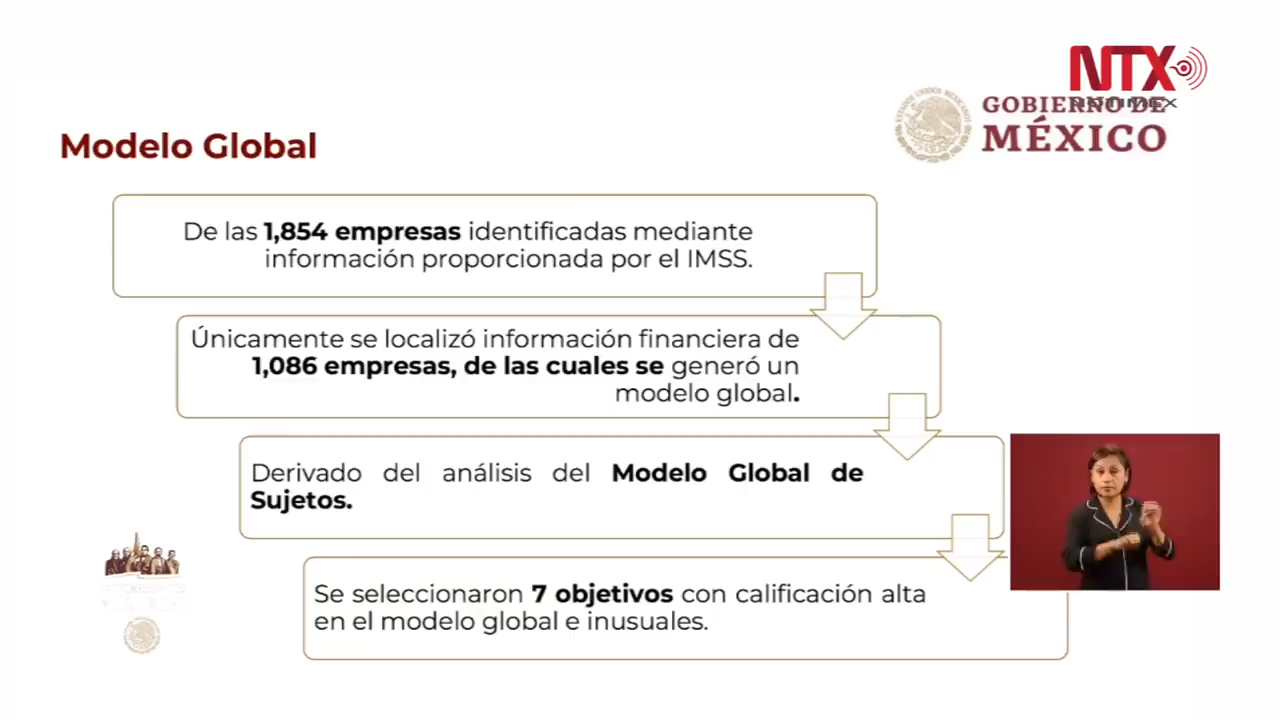 NTX
NOTIMEX
GOBIERNO DE
MÉXICO
Modelo Global
De las 1,854 empresas identificadas mediante
información proporcionada por el IMSS.
Únicamente se localizó información financiera de
1,086 empresas, de las cuales se generó un
modelo global.
Derivado del análisis del Modelo Global de
Sujetos.
Se seleccionaron 7 objetivos con calificación alta
en el modelo global e inusuales.